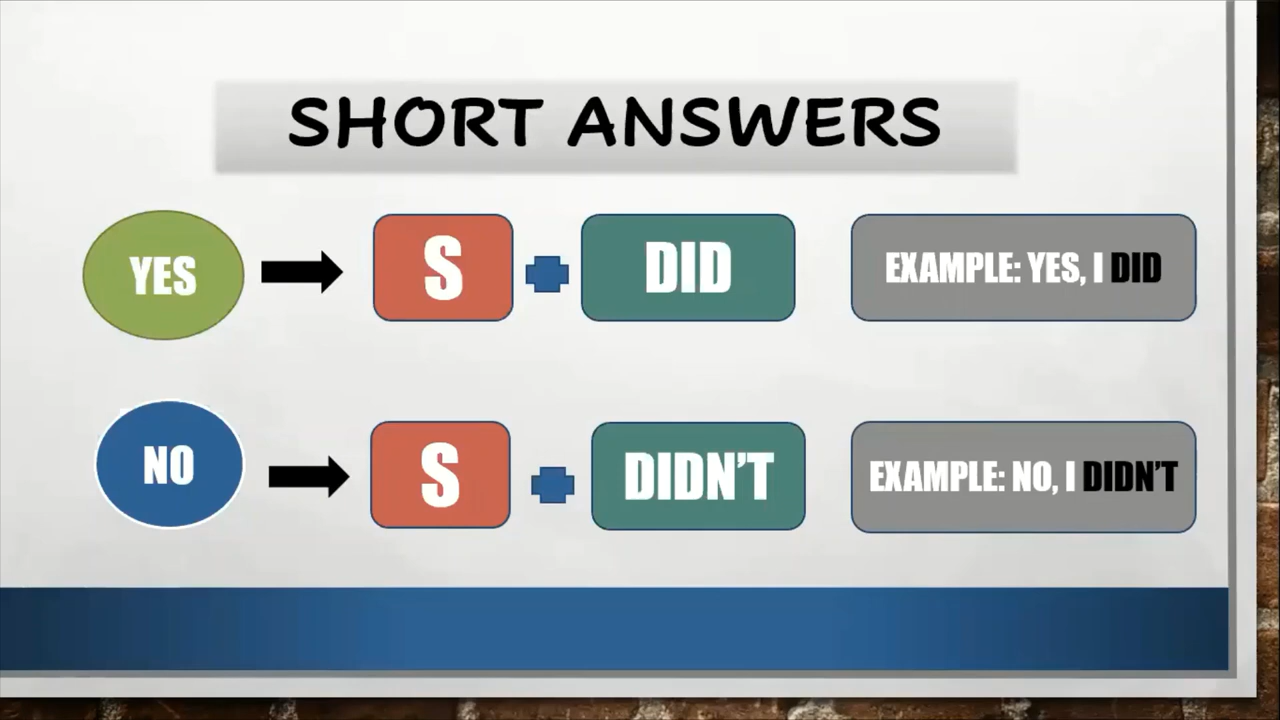 SHORT ANSWERS
YES
S
DID
EXAMPLE: YES, I DID
NO
S
DIDN'T
EXAMPLE: NO, I DIDN'T